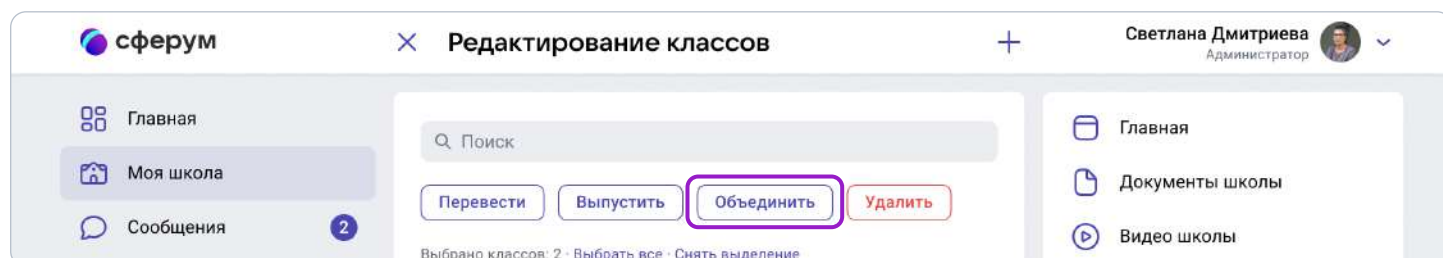 сферум
Редактирование классов
Светлана Дмитриева
Администратор
Главная
Моя школа
Сообщения 2
Поиск
Перевести Выпустить Объединить Удалить
Выбрано классов: 2 · Выбрать все · Снять выделение
Главная
Документы школы
Видео школы